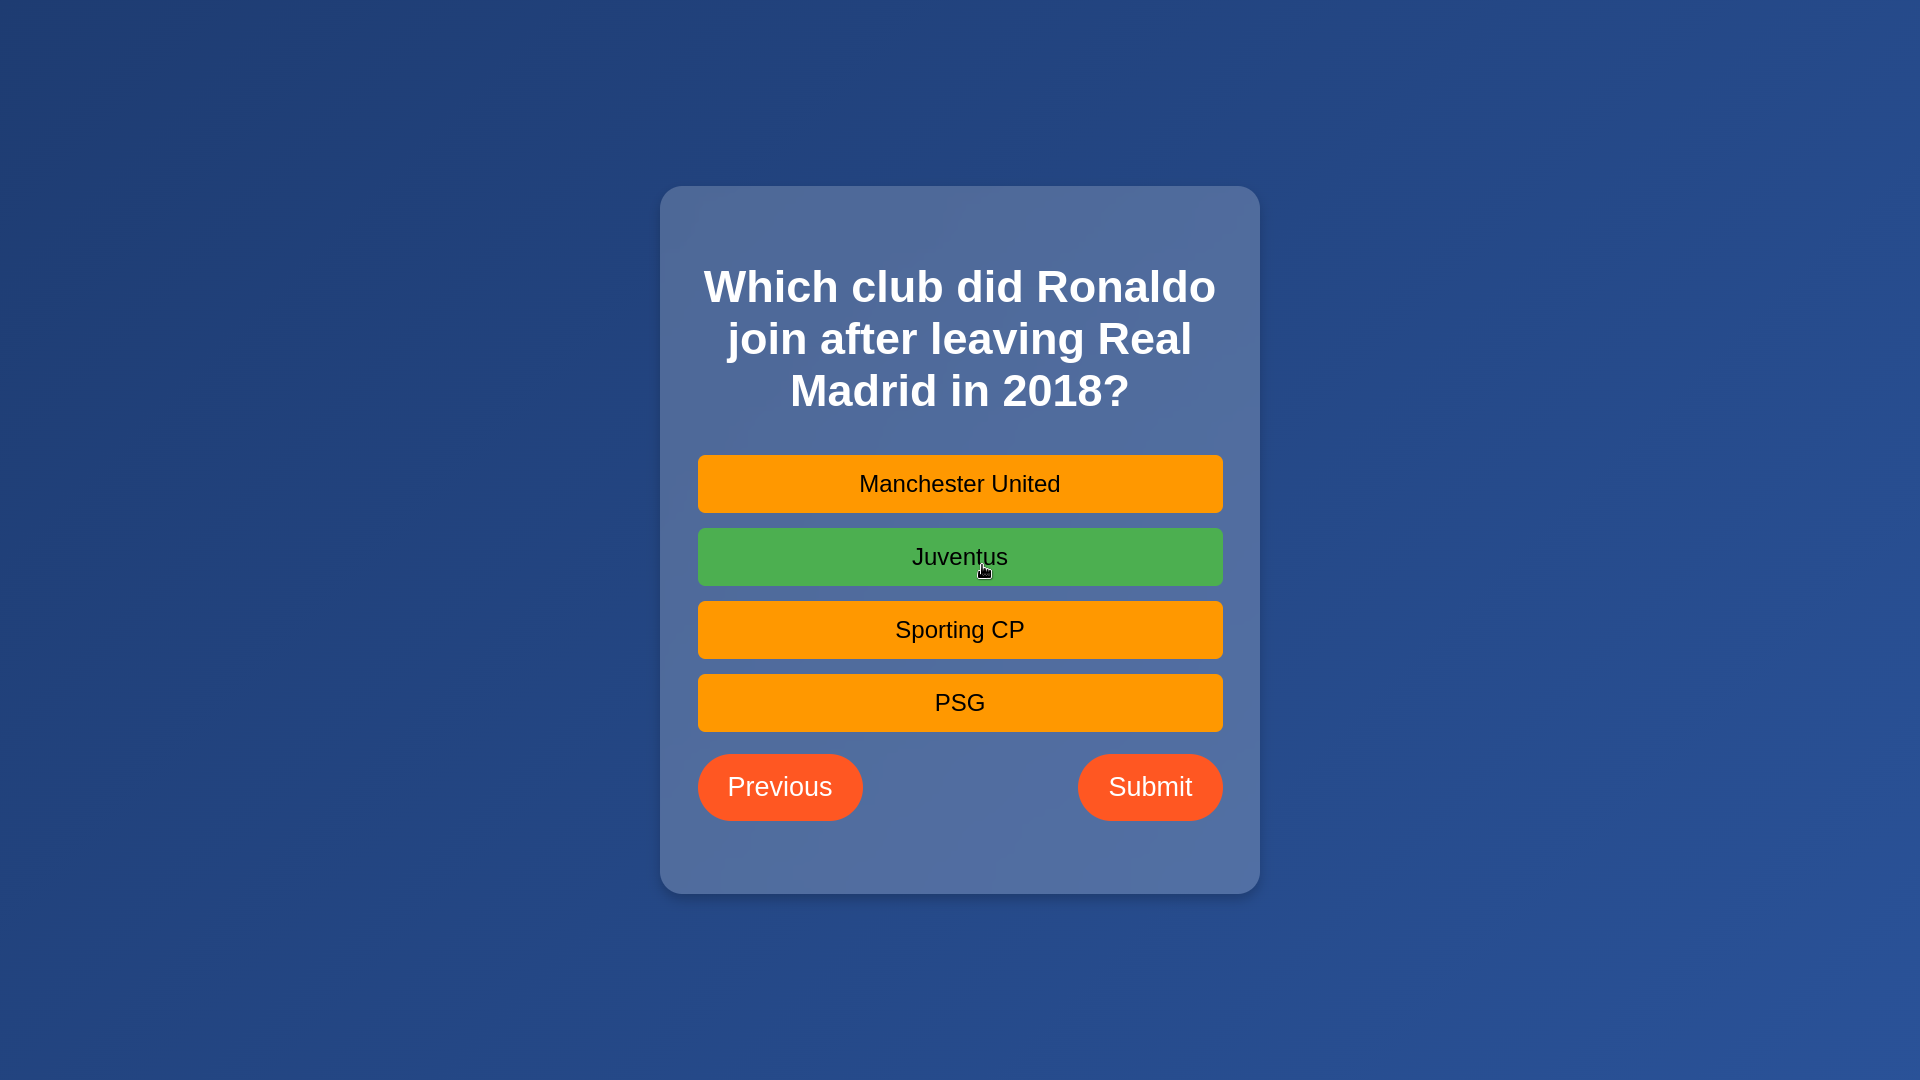 Which club did Ronaldo
join after leaving Real
Madrid in 2018?
Manchester United
Juventus
Sporting CP
PSG
Previous
Submit